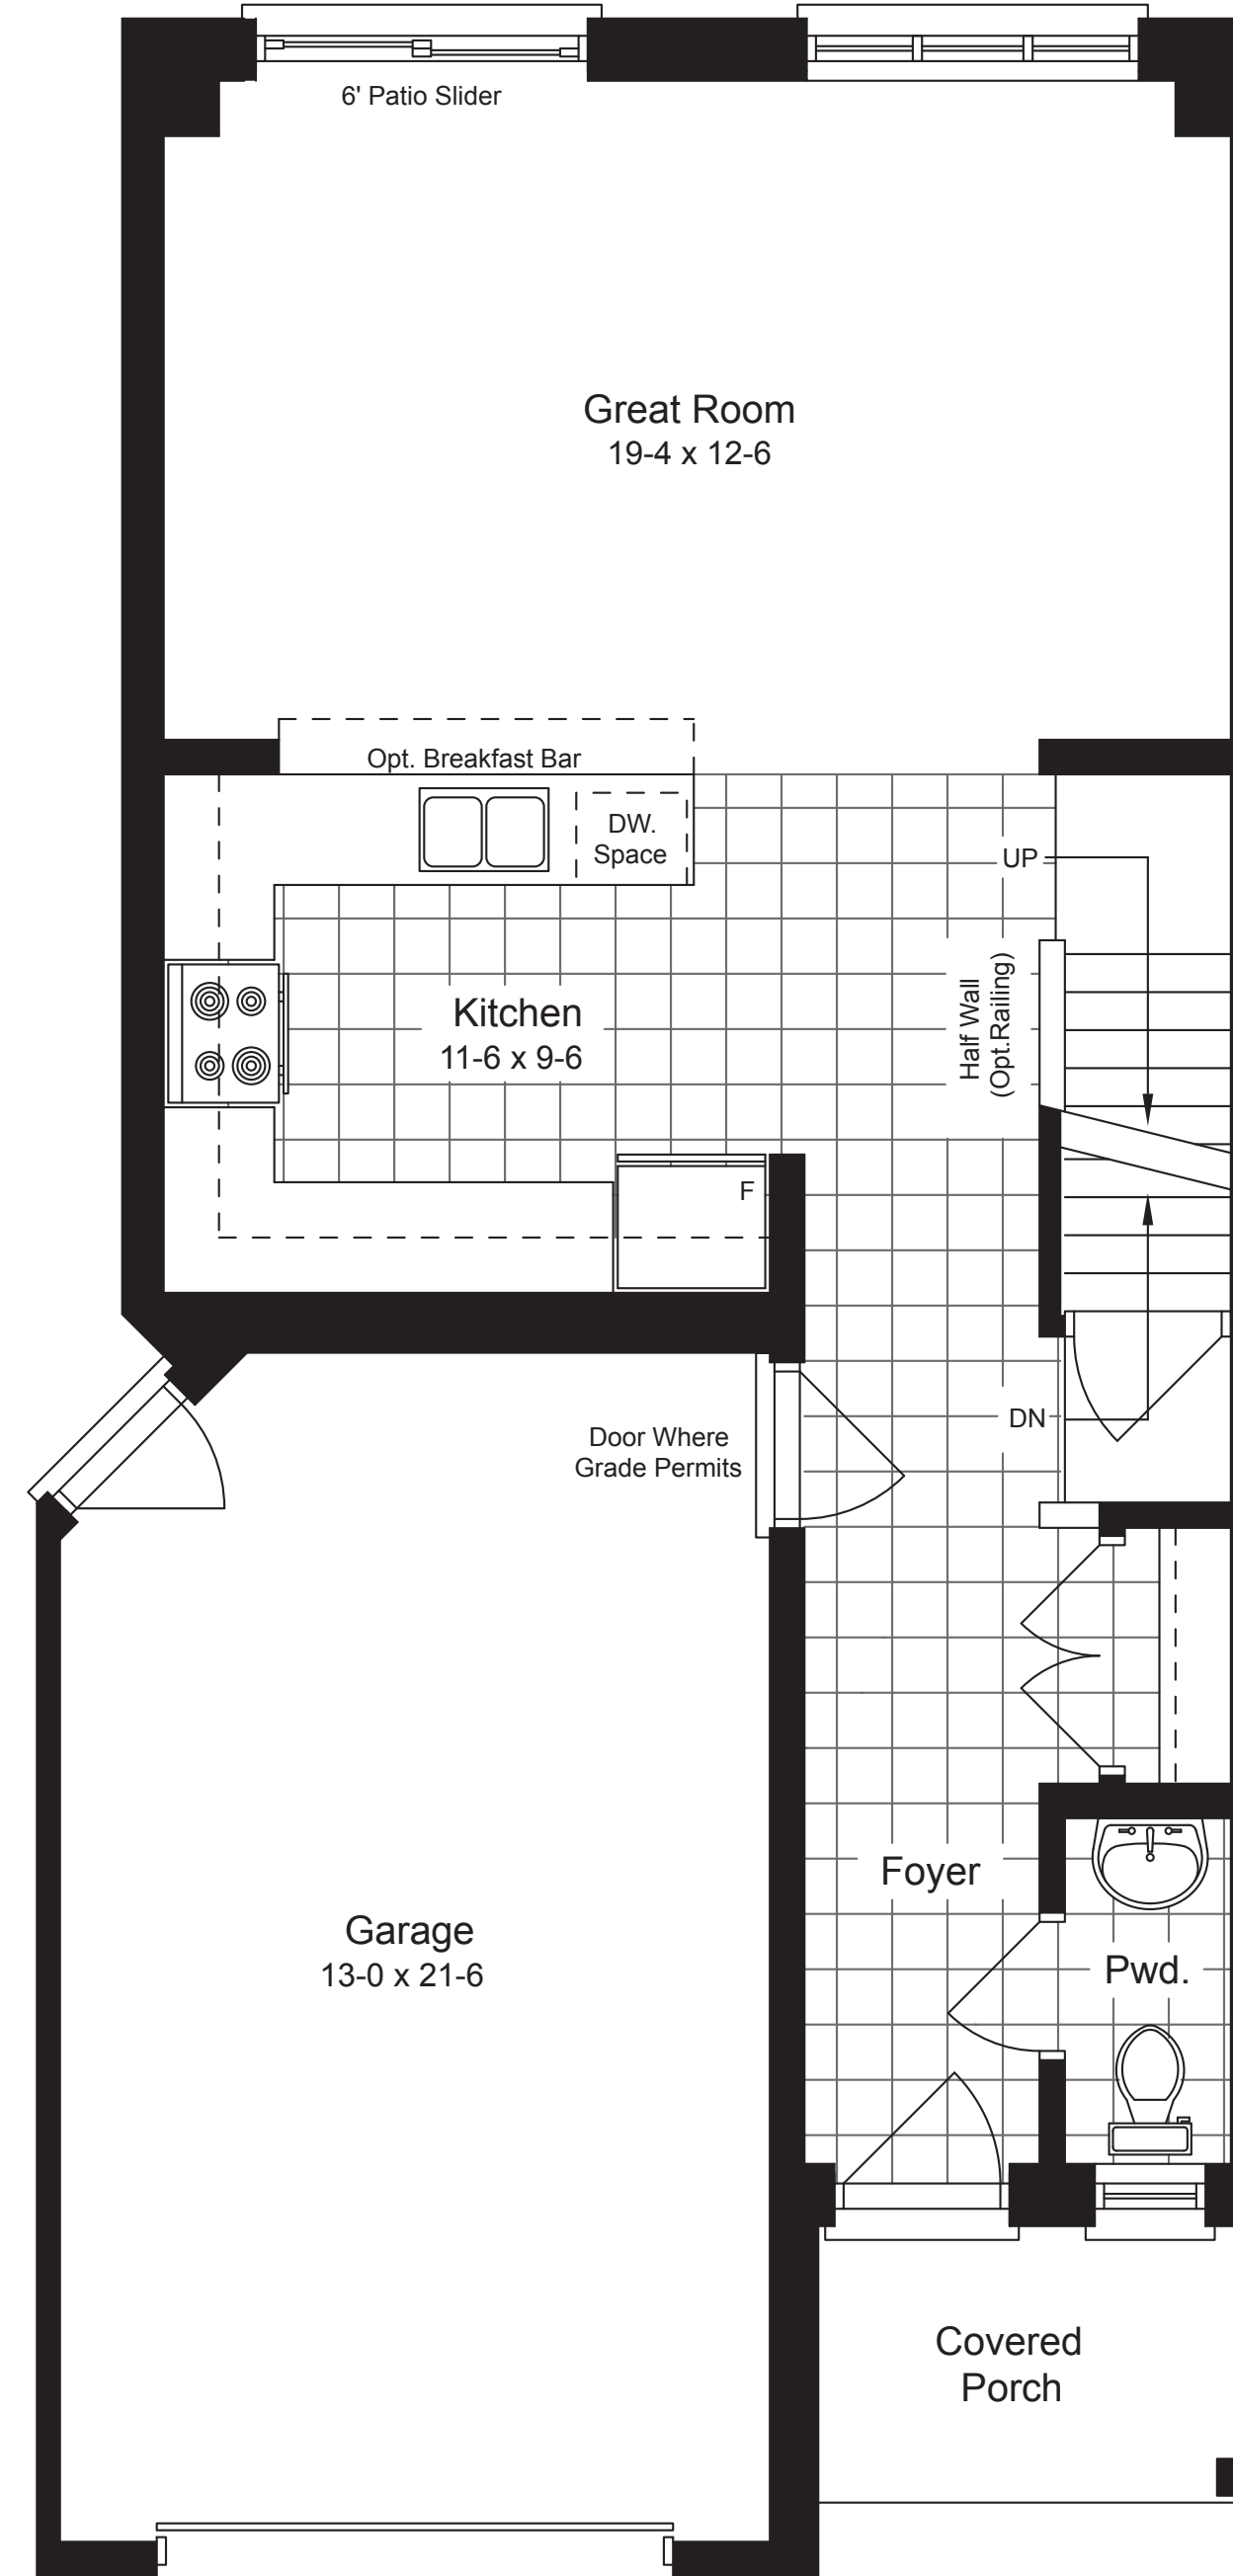 6' Patio Slider
Great Room
19-4 x 12-6
Opt. Breakfast Bar
DW.
Space
UP
Half Wall
(Opt.Railing)
Kitchen
11-6 x 9-6
F
DN
Door Where
Grade Permits
Foyer
Garage
13-0 x 21-6
Pwd.
Covered
Porch